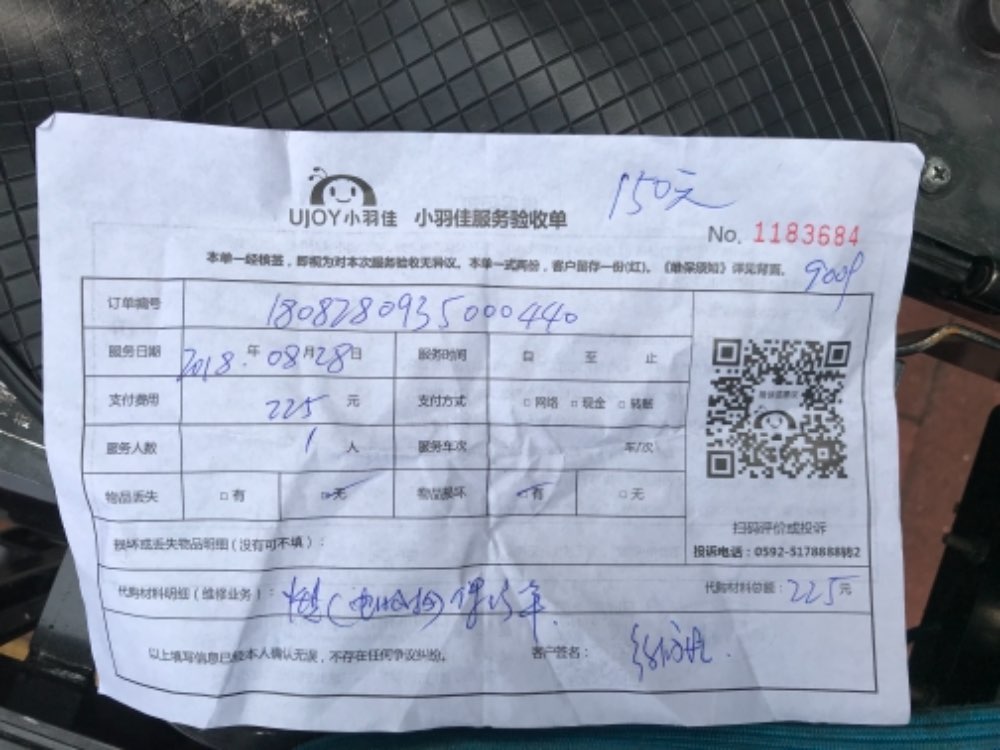 150元
UJOY小羽佳 小羽佳服务验收单
No. 1183684
本单一经核签，即视为对本次服务验收无异议。本单一式两份，客户留存一份(红)。《维保须知》详见背面。
订单编号 1808280935000440
服务日期 2018.年08月28日 服务时间 自 至 止
支付费用 225 元 支付方式 □网络 □现金 □转账
服务人数 1 人 服务车次 车/次
物品丢失 □有 □无 物品损坏 □有 □无
扫码评价或投诉
损坏或丢失物品明细（没有可不填）：
投诉电话：0592-5178888转2
代购材料明细（维修业务）：
代购材料总额：225元
以上填写信息已经本人确认无误，不存在任何争议纠纷。 客户签名：